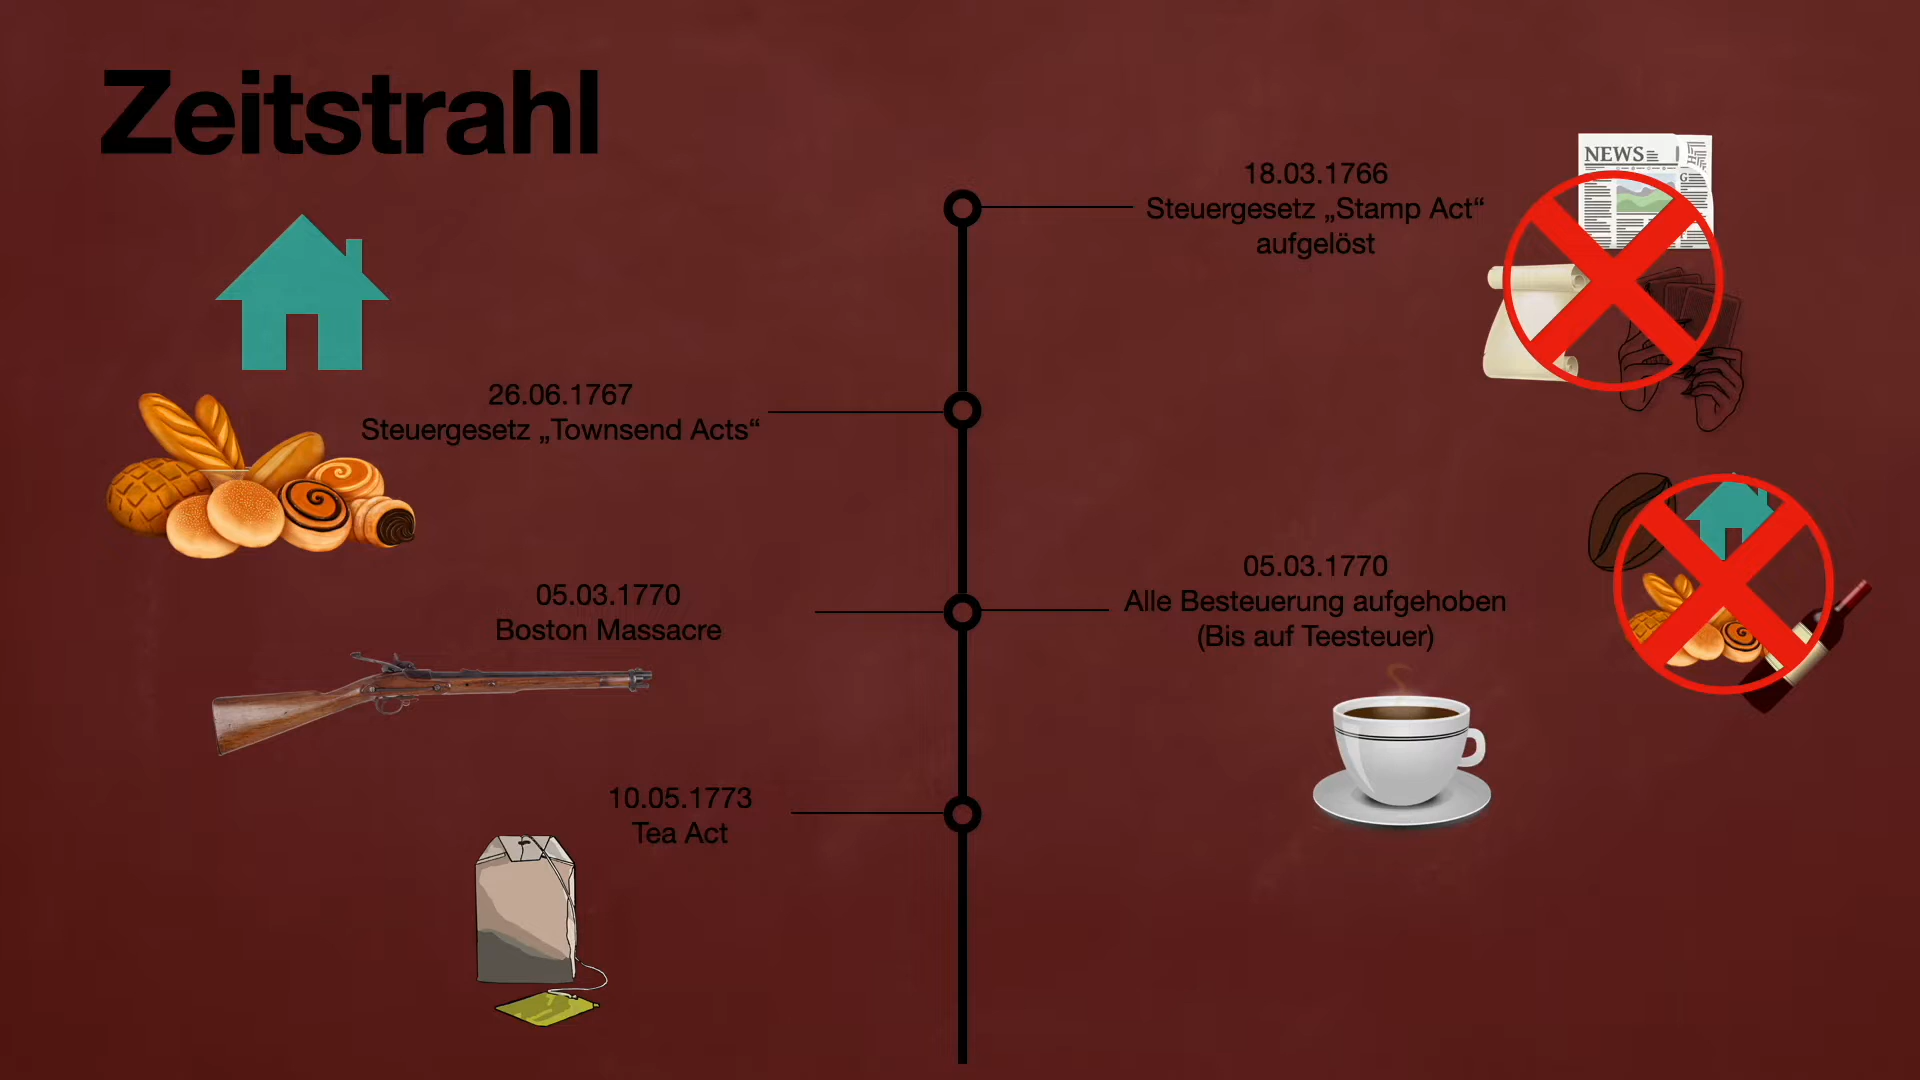 Zeitstrahl
18.03.1766
Steuergesetz „Stamp Act“
aufgelöst
NEWS
26.06.1767
Steuergesetz „Townsend Acts“
05.03.1770
Boston Massacre
05.03.1770
Alle Besteuerung aufgehoben
(Bis auf Teesteuer)
10.05.1773
Tea Act